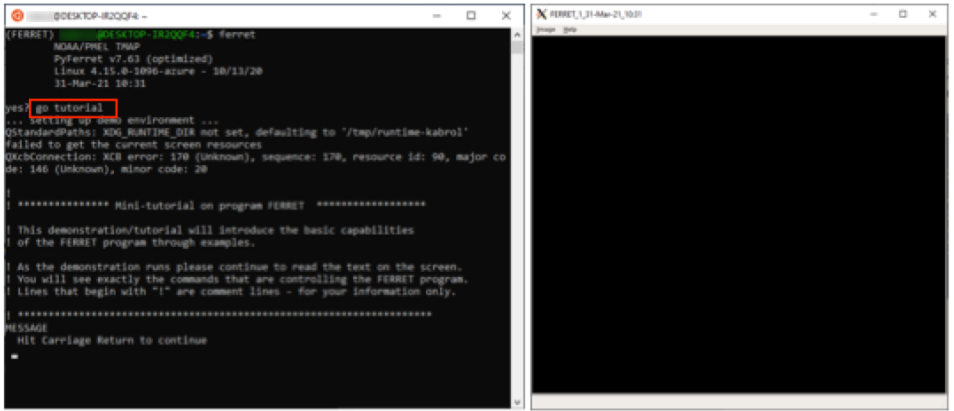 @DESKTOP-IR2QQF4: ~
(FERRET) @DESKTOP-IR2QQF4:~$ ferret
NOAA/PMEL TMAP
PyFerret v7.63 (optimized)
Linux 4.15.0-1096-azure - 10/13/20
31-Mar-21 10:31
yes? go tutorial
... setting up demo environment ...
QStandardPaths: XDG_RUNTIME_DIR not set, defaulting to '/tmp/runtime-kabrol'
failed to get the current screen resources
QXcbConnection: XCB error: 170 (Unknown), sequence: 170, resource id: 90, major co
de: 146 (Unknown), minor code: 20
!
! *************** Mini-tutorial on program FERRET ******************
! This demonstration/tutorial will introduce the basic capabilities
! of the FERRET program through examples.
! As the demonstration runs please continue to read the text on the screen.
! You will see exactly the commands that are controlling the FERRET program.
! Lines that begin with "!" are comment lines - for your information only.
! ********************************************************************
MESSAGE
Hit Carriage Return to continue
FERRET_1_31-Mar-21_10:31
Image Help